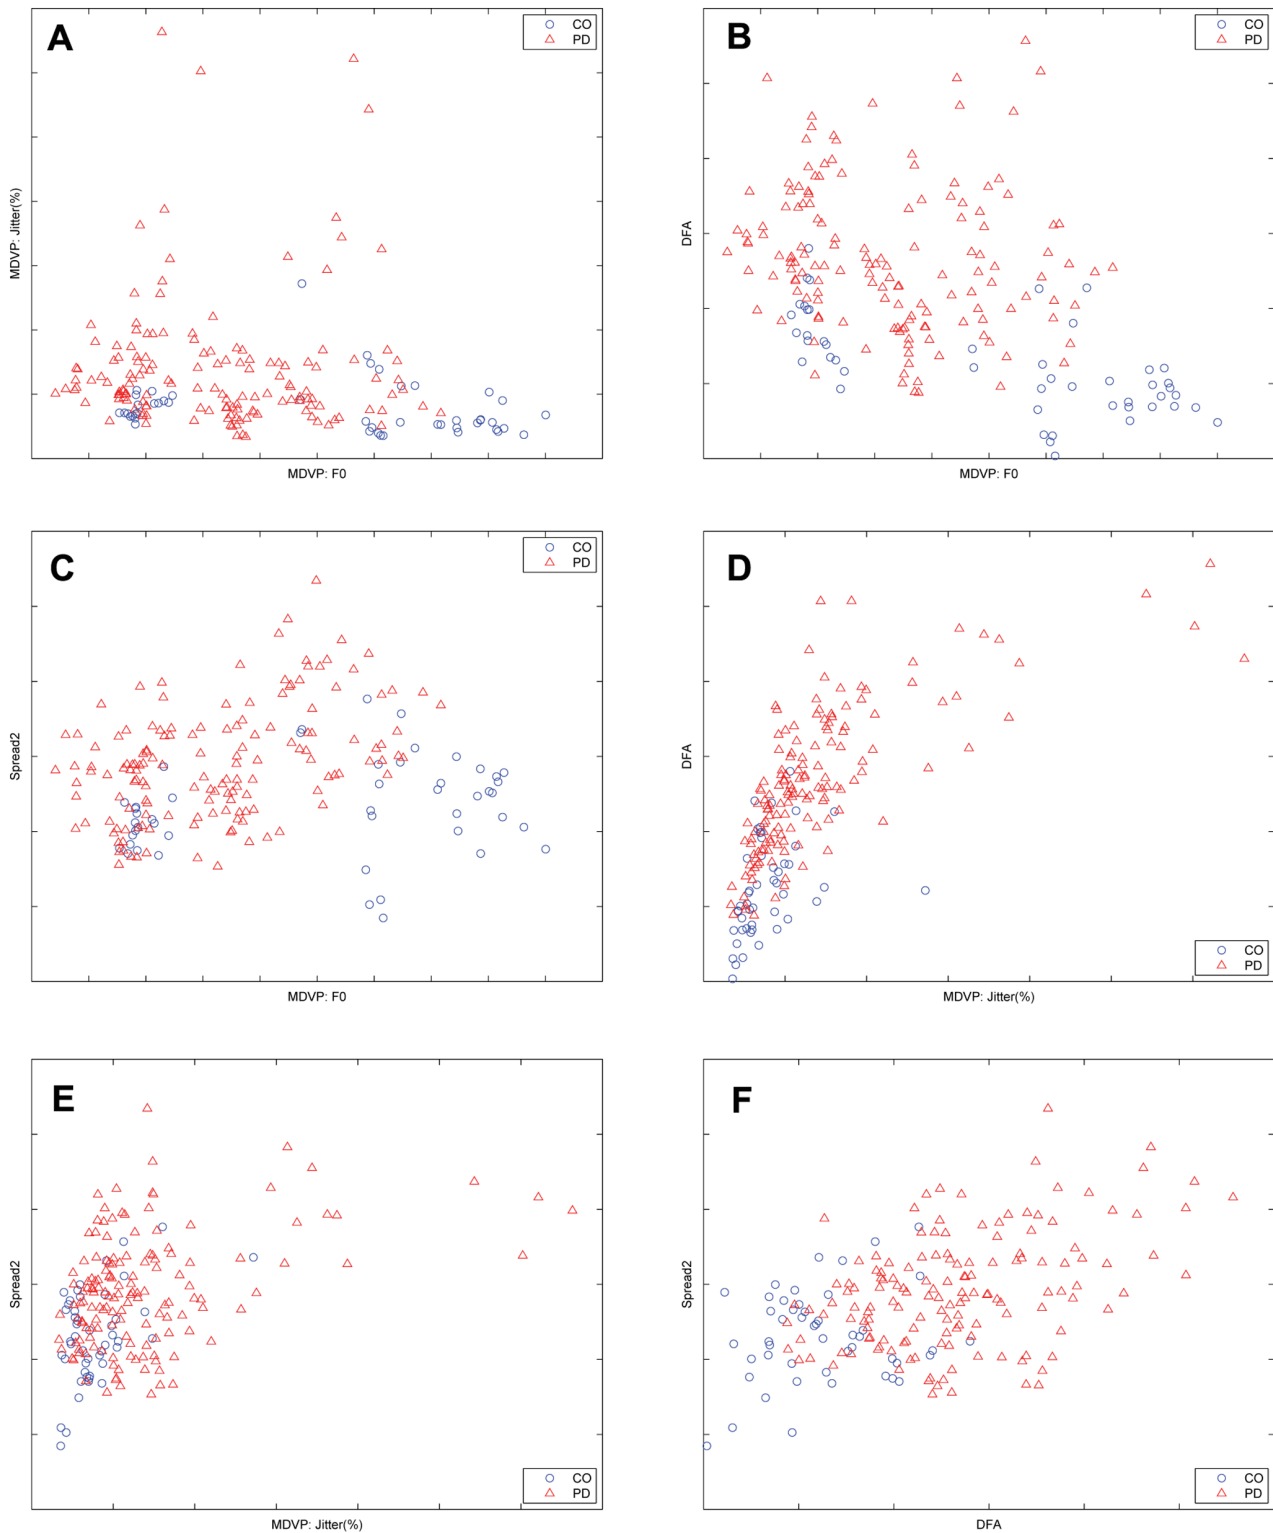 A
CO
PD
MDVP: Jitter(%)
MDVP: F0
B
CO
PD
DFA
MDVP: F0
C
CO
PD
Spread2
MDVP: F0
D
DFA
CO
PD
MDVP: Jitter(%)
E
Spread2
CO
PD
MDVP: Jitter(%)
F
Spread2
CO
PD
DFA